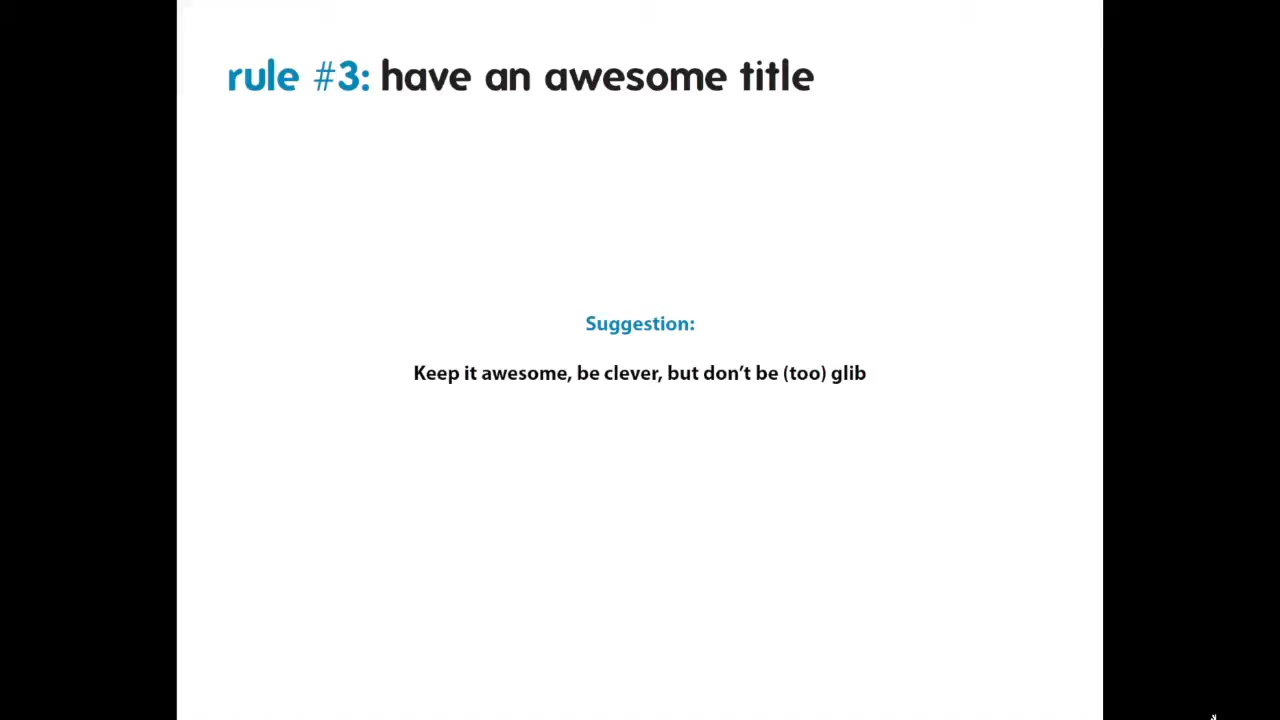 rule #3: have an awesome title
Suggestion:
Keep it awesome, be clever, but don’t be (too) glib